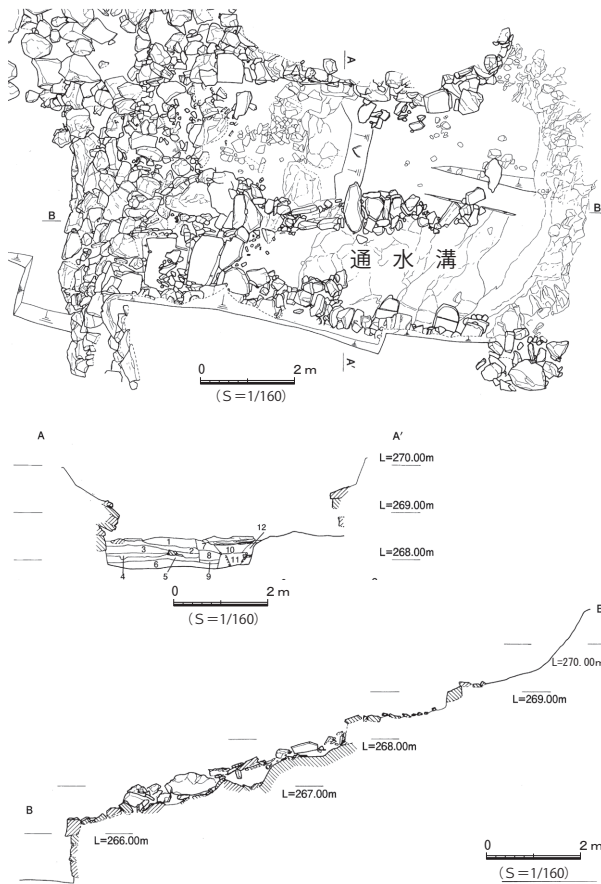 A
B
B
通水溝
A′
0 2 m
(S=1/160)
A
A′
L=270.00m
L=269.00m
12
1
7
3
2
10
L=268.00m
8
11
6
4
5
9
0 2 m
(S=1/160)
L=270.00m
L=269.00m
L=268.00m
L=267.00m
B
L=266.00m
0 2 m
(S=1/160)